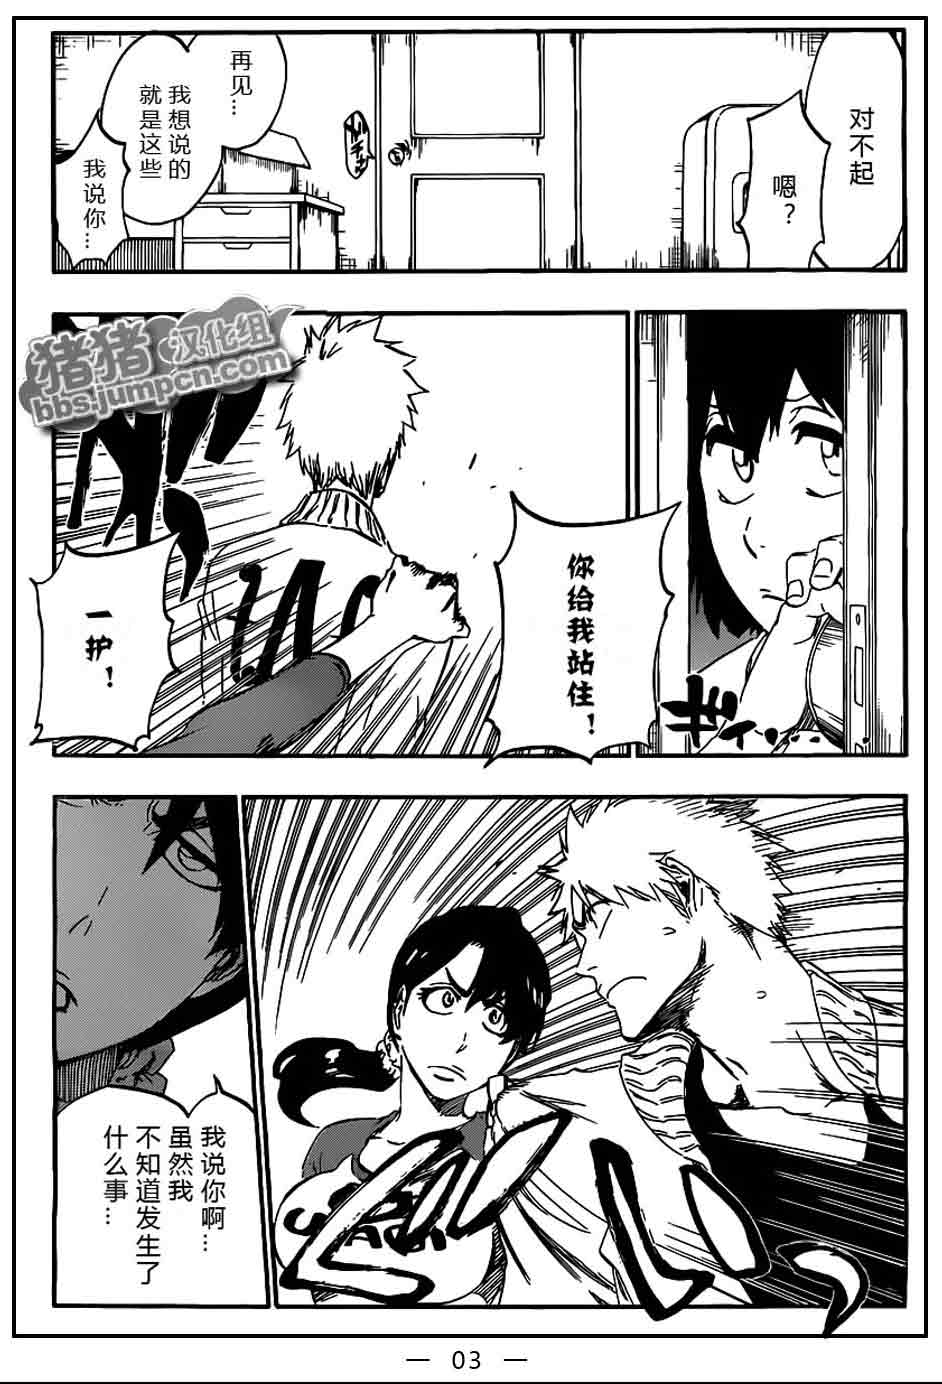 对不起
嗯？
再见…
我想说的
就是这些
我说你…
猪猪
汉化组
bbs.jumpcn.com
你给我站住！
一护！
ギイ…
我说你啊…
虽然我
不知道发生了
什么事…
— 03 —